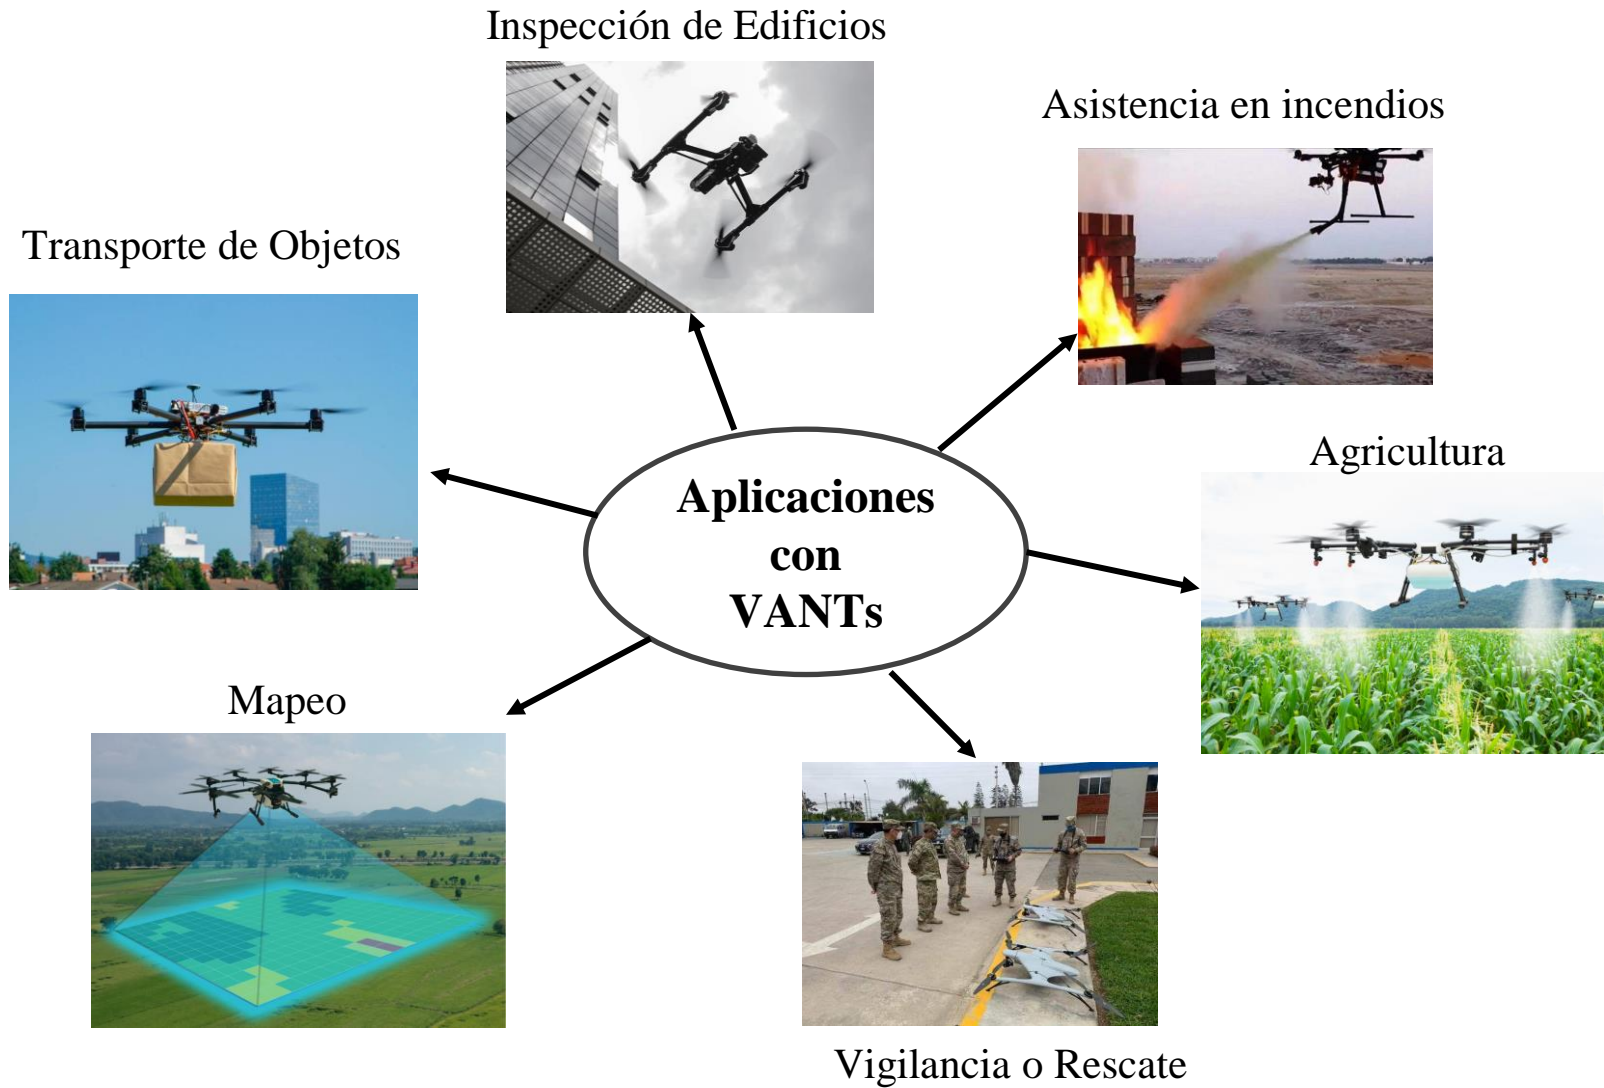 Inspección de Edificios
Asistencia en incendios
Transporte de Objetos
Agricultura
Aplicaciones
con
VANTs
Mapeo
Vigilancia o Rescate